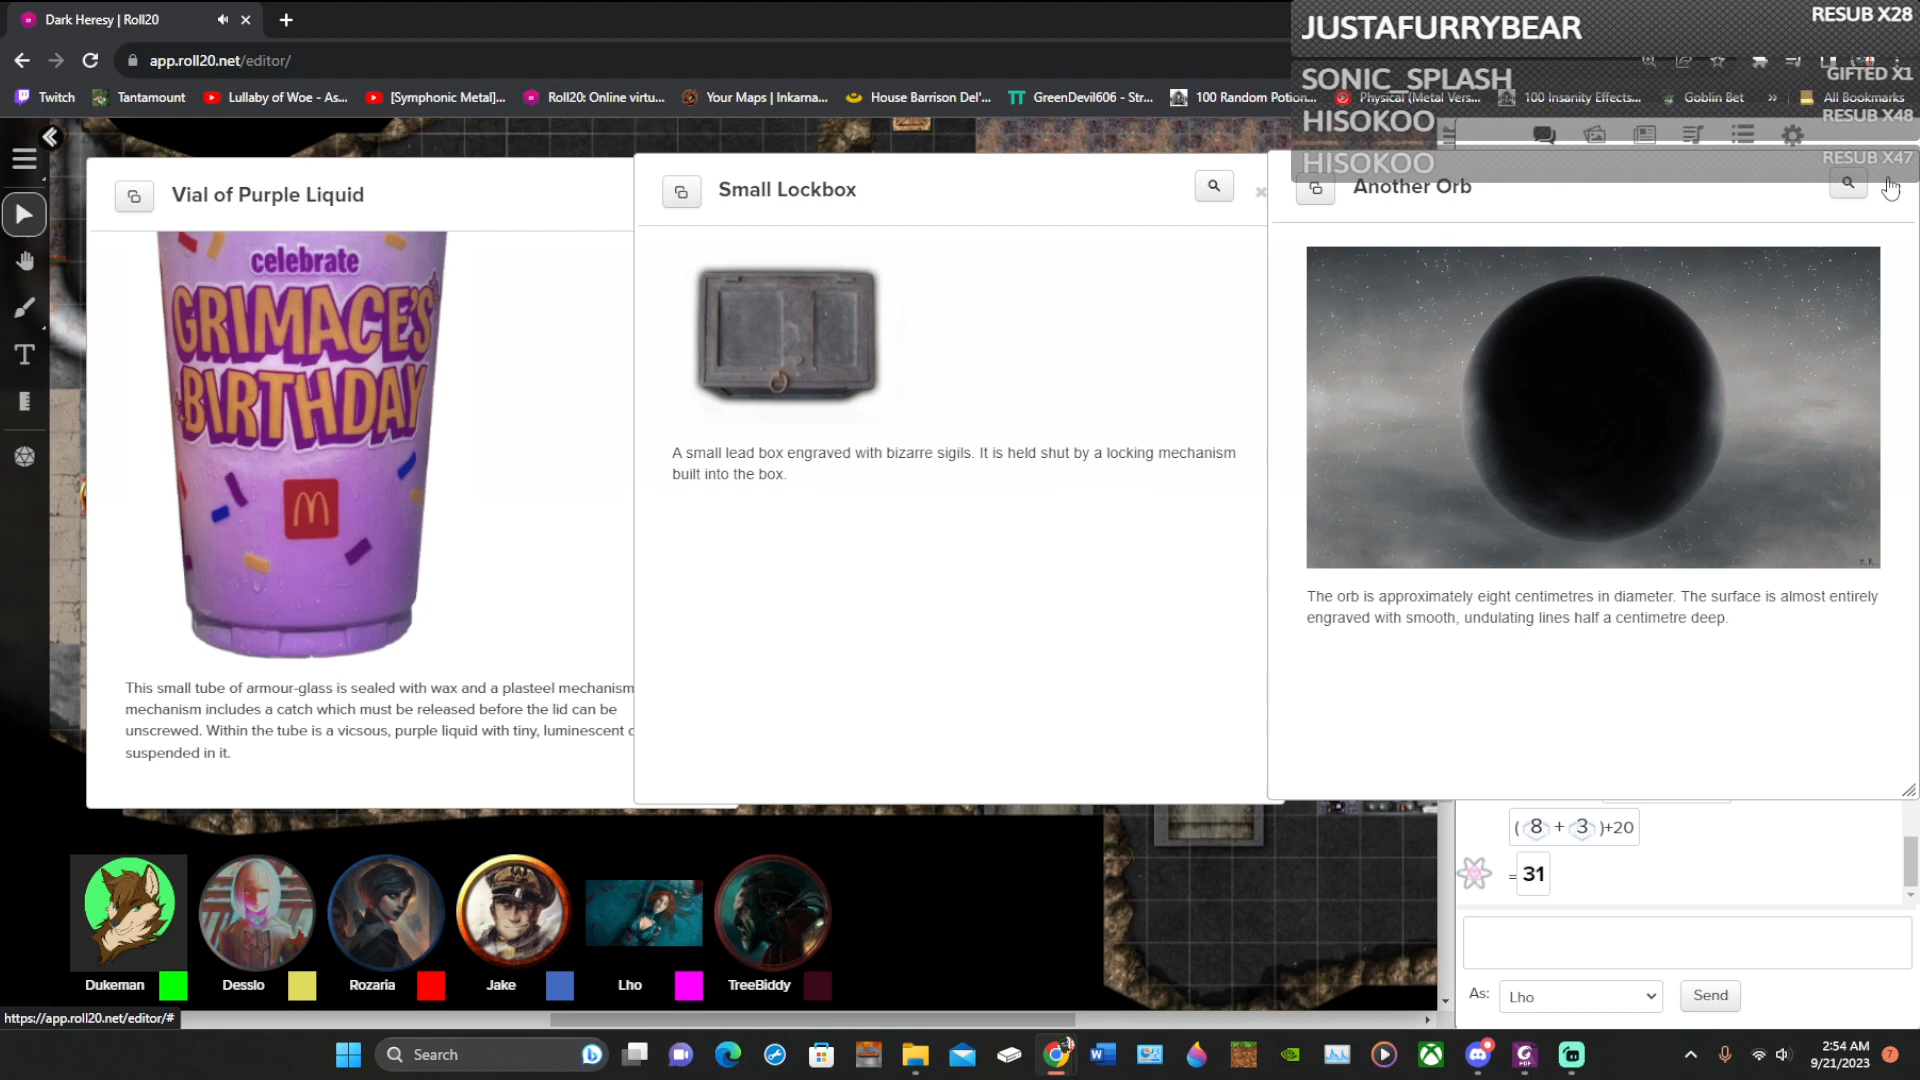 Dark Heresy | Roll20
JUSTAFURRYBEAR
RESUB X28
app.roll20.net/editor/
SONIC_SPLASH
GIFTED X1
Twitch
Tantamount
Lullaby of Woe - As...
[Symphonic Metal]...
Roll20: Online virtu...
Your Maps | Inkarna...
House Barrison Del'...
GreenDevil606 - Str...
100 Random Potion...
Physical (Metal Vers...
100 Insanity Effects...
Goblin Bet
All Bookmarks
HISOKOO
RESUB X48
HISOKOO
RESUB X47
Vial of Purple Liquid
Small Lockbox
Another Orb
celebrate
GRIMACE'S
BIRTHDAY
This small tube of armour-glass is sealed with wax and a plasteel mechanism
mechanism includes a catch which must be released before the lid can be
unscrewed. Within the tube is a vicsous, purple liquid with tiny, luminescent
suspended in it.
A small lead box engraved with bizarre sigils. It is held shut by a locking mechanism
built into the box.
M.K.
The orb is approximately eight centimetres in diameter. The surface is almost entirely
engraved with smooth, undulating lines half a centimetre deep.
(8 + 3)+20
=31
As:
Lho
Send
Dukeman
Desslo
Rozaria
Jake
Lho
TreeBiddy
https://app.roll20.net/editor/#
Search
2:54 AM
9/21/2023
7